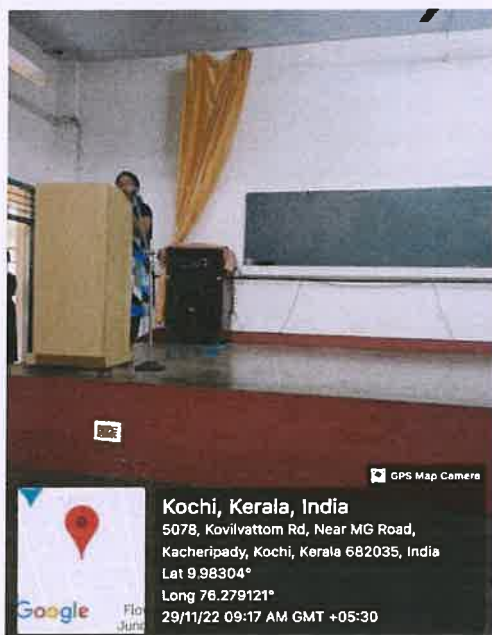 GPS Map Camera
Kochi, Kerala, India
5078, Kovilvattom Rd, Near MG Road,
Kacheripady, Kochi, Kerala 682035, India
Lat 9.98304°
Long 76.279121°
29/11/22 09:17 AM GMT +05:30
Google